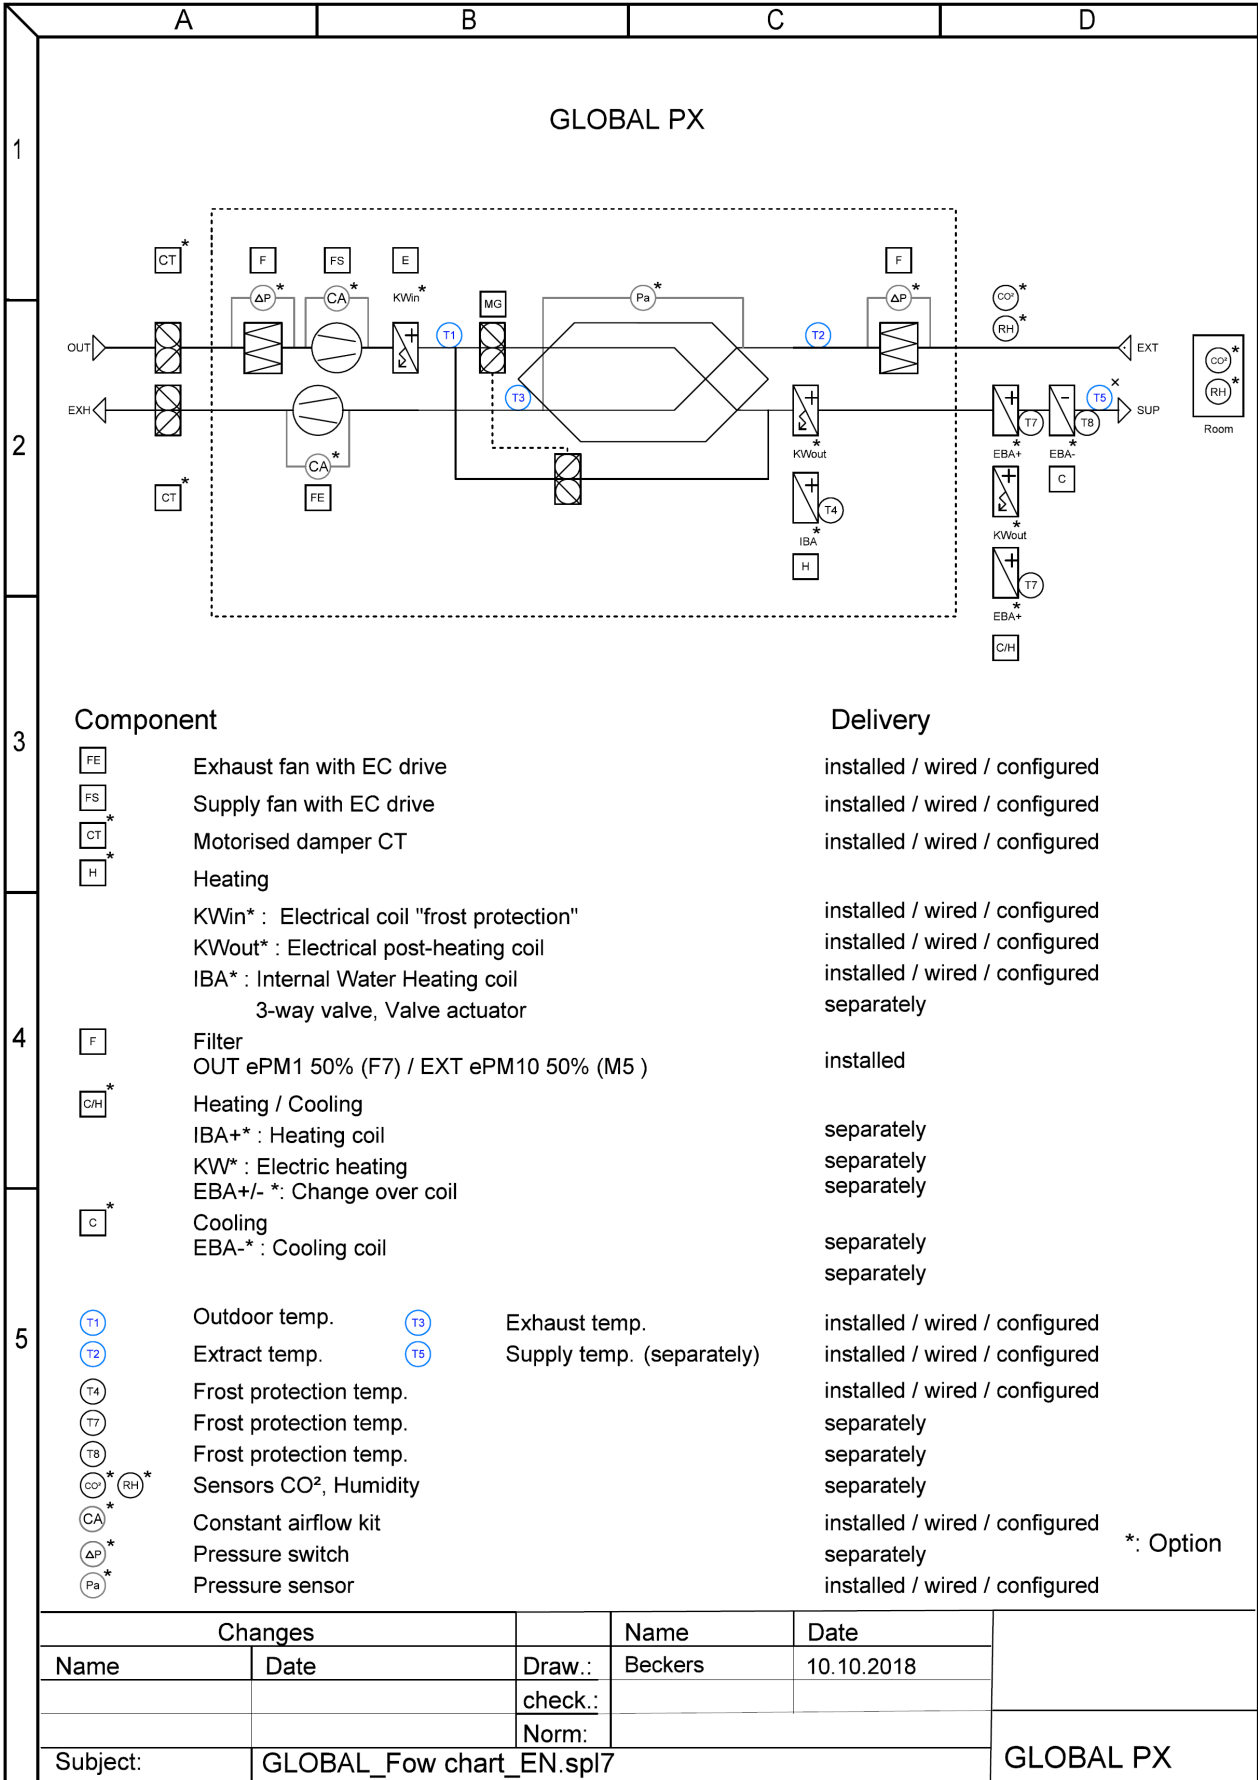 A B C D
1
GLOBAL PX
CT* F FS E F
ΔP* CA* KWin* MG Pa* ΔP* CO²*
RH*
OUT T1 T2 EXT
CO²*
EXH T3 T5× SUP
RH*
T7 T8
Room
2
KWout* EBA+* EBA-*
CA*
CT* FE C
T4
IBA* KWout*
H
T7
EBA+*
C/H
3
Component Delivery
FE Exhaust fan with EC drive installed / wired / configured
FS Supply fan with EC drive installed / wired / configured
CT* Motorised damper CT installed / wired / configured
H* Heating
KWin* : Electrical coil "frost protection" installed / wired / configured
KWout* : Electrical post-heating coil installed / wired / configured
IBA* : Internal Water Heating coil installed / wired / configured
3-way valve, Valve actuator separately
4
F Filter
OUT ePM1 50% (F7) / EXT ePM10 50% (M5 ) installed
C/H* Heating / Cooling
IBA+* : Heating coil separately
KW* : Electric heating separately
EBA+/- *: Change over coil separately
C* Cooling
EBA-* : Cooling coil separately
separately
5
T1 Outdoor temp. T3 Exhaust temp. installed / wired / configured
T2 Extract temp. T5 Supply temp. (separately) installed / wired / configured
T4 Frost protection temp. installed / wired / configured
T7 Frost protection temp. separately
T8 Frost protection temp. separately
CO²* RH* Sensors CO², Humidity separately
CA* Constant airflow kit installed / wired / configured
*: Option
ΔP* Pressure switch separately
Pa* Pressure sensor installed / wired / configured
Changes Name Date
Name Date Draw.: Beckers 10.10.2018
check.:
Norm:
Subject: GLOBAL_Fow chart_EN.spl7 GLOBAL PX